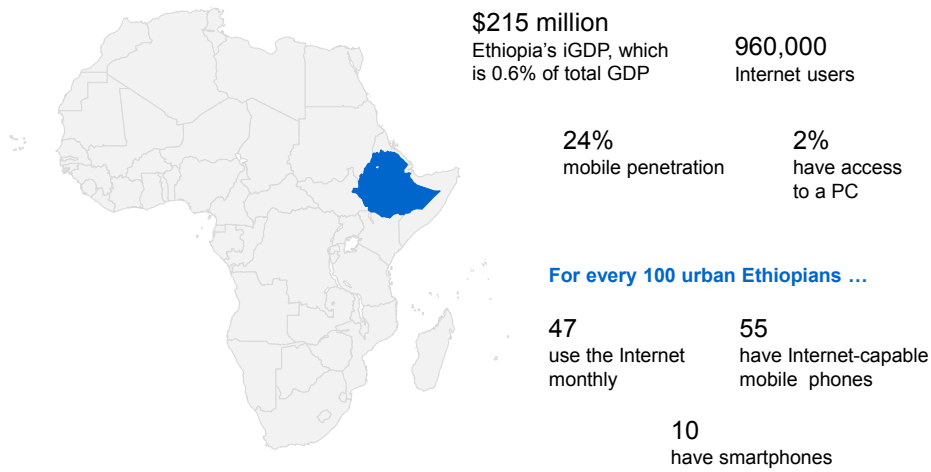 $215 million
Ethiopia's iGDP, which
is 0.6% of total GDP
960,000
Internet users
24%
mobile penetration
2%
have access
to a PC
For every 100 urban Ethiopians …
47
use the Internet
monthly
55
have Internet-capable
mobile phones
10
have smartphones